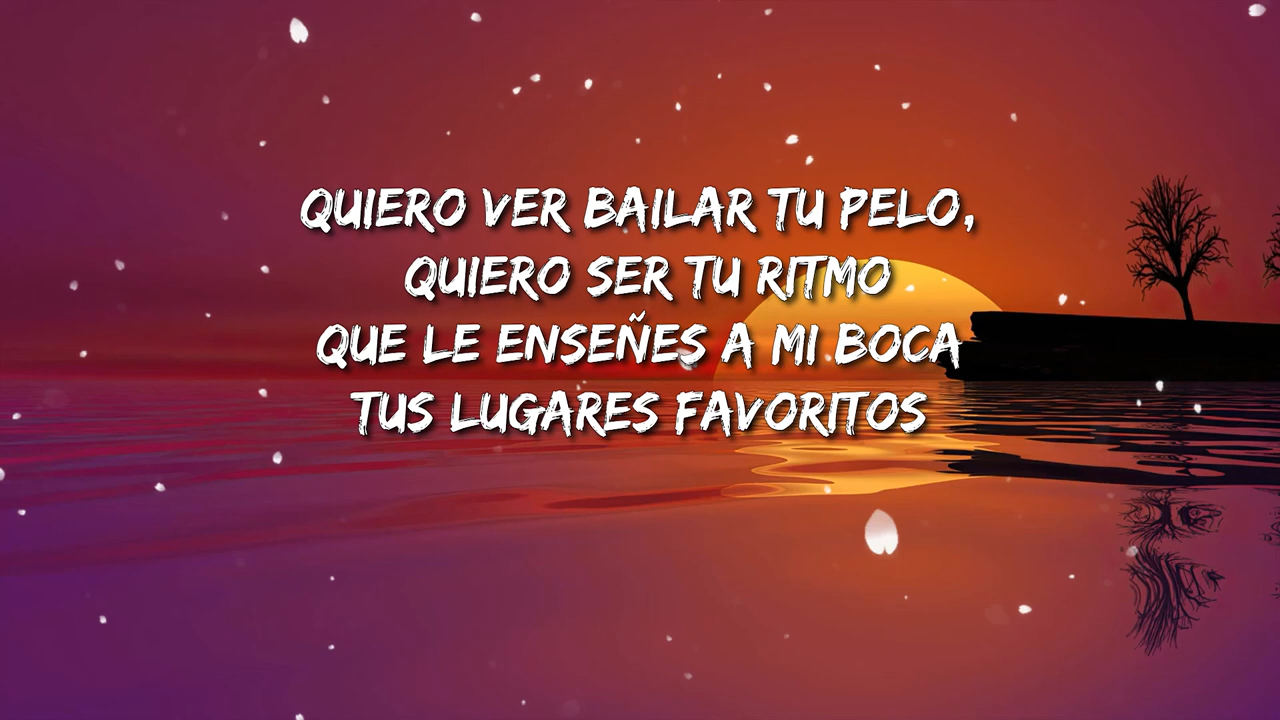 QUIERO VER BAILAR TU PELO,
QUIERO SER TU RITMO
QUE LE ENSEÑES A MI BOCA
TUS LUGARES FAVORITOS